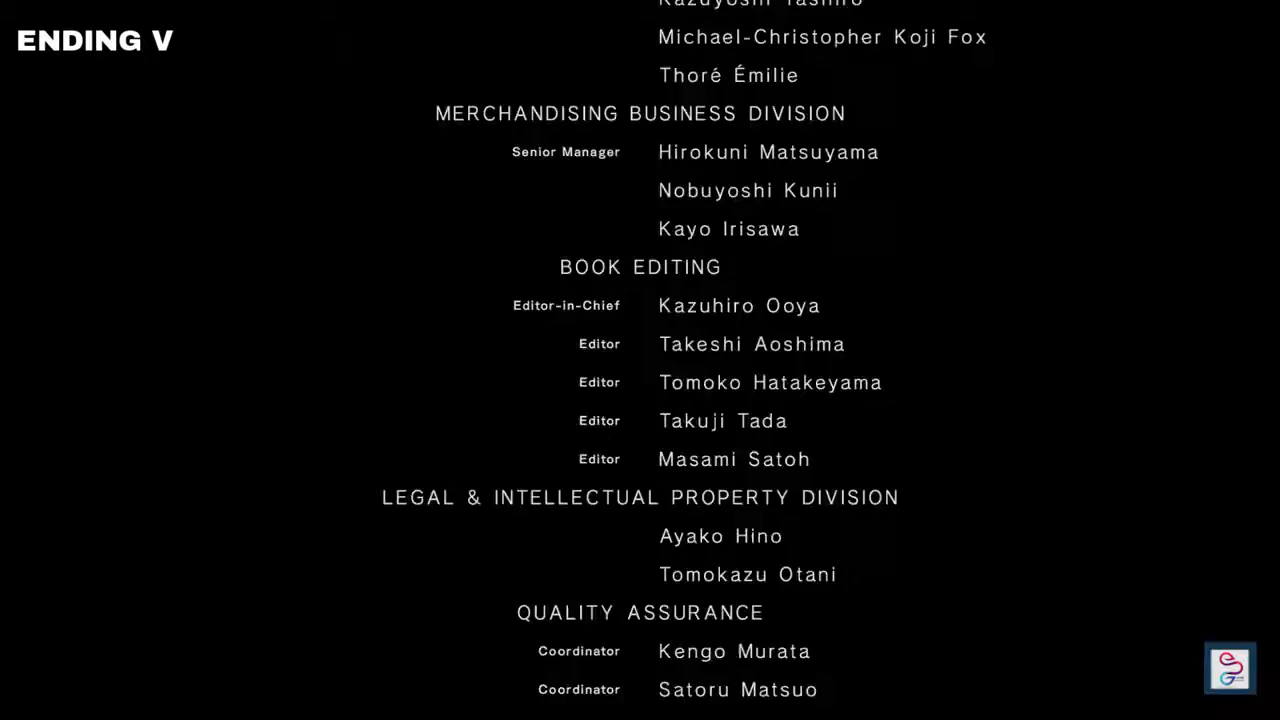 Kazuyoshi Tashiro
ENDING V
Michael-Christopher Koji Fox
Thoré Émilie
MERCHANDISING BUSINESS DIVISION
Senior Manager Hirokuni Matsuyama
Nobuyoshi Kunii
Kayo Irisawa
BOOK EDITING
Editor-in-Chief Kazuhiro Ooya
Editor Takeshi Aoshima
Editor Tomoko Hatakeyama
Editor Takuji Tada
Editor Masami Satoh
LEGAL & INTELLECTUAL PROPERTY DIVISION
Ayako Hino
Tomokazu Otani
QUALITY ASSURANCE
Coordinator Kengo Murata
Coordinator Satoru Matsuo